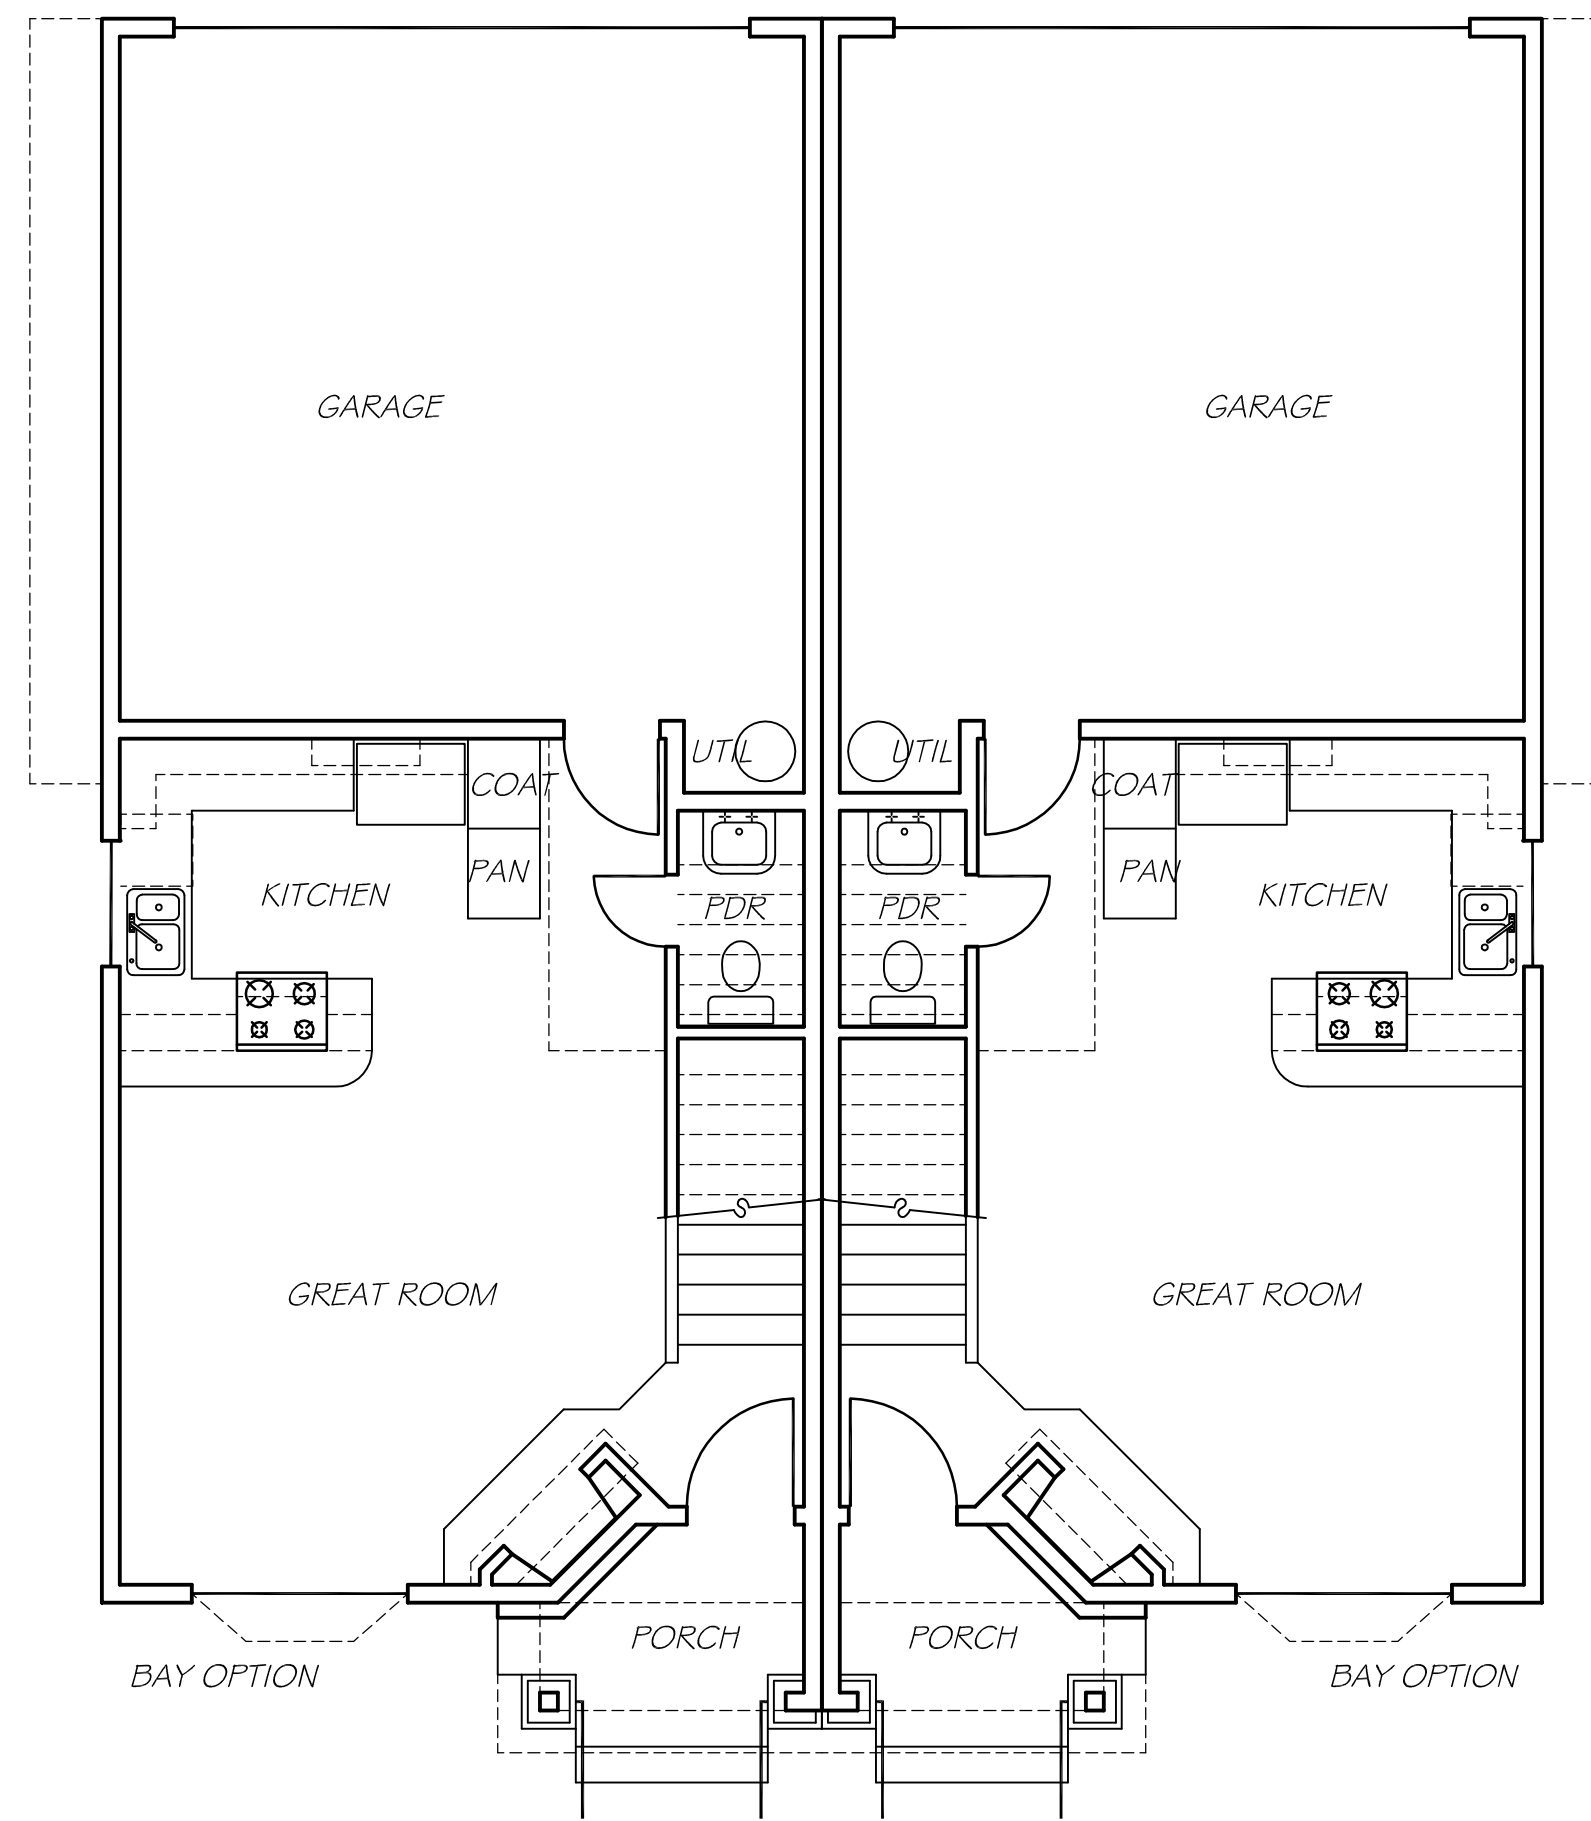 GARAGE GARAGE
UTIL UTIL
COAT COAT
PAN PAN
KITCHEN PDR PDR KITCHEN
GREAT ROOM GREAT ROOM
PORCH PORCH
BAY OPTION BAY OPTION